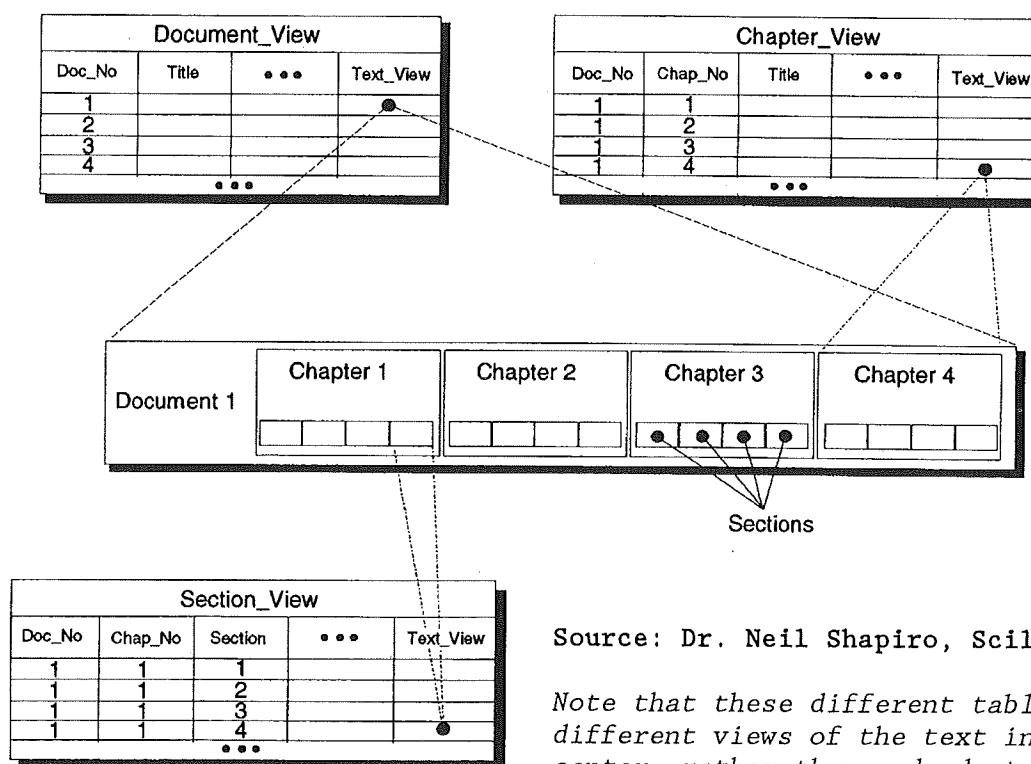 Document_View
Doc_No Title ••• Text_View
1
2
3
4
•••
Chapter_View
Doc_No Chap_No Title ••• Text_View
1 1
1 2
1 3
1 4
•••
Document 1
Chapter 1
Chapter 2
Chapter 3
Chapter 4
Sections
Section_View
Doc_No Chap_No Section ••• Text_View
1 1 1
1 1 2
1 1 3
1 1 4
•••
Source: Dr. Neil Shapiro,
Note that these different
different views of the text in